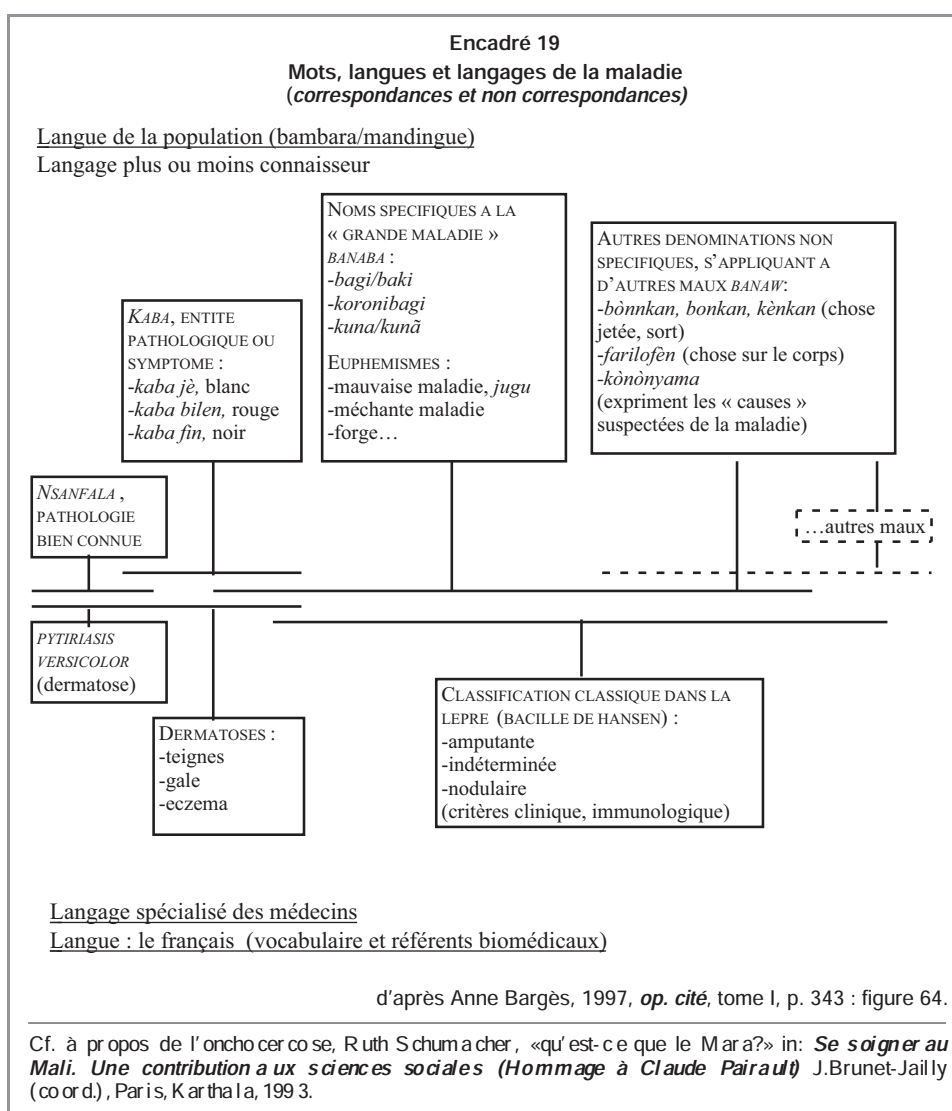 Encadré 19
Mots, langues et langages de la maladie
(correspondances et non correspondances)
Langue de la population (bambara/mandingue)
Langage plus ou moins connaisseur
NOMS SPECIFIQUES A LA
« GRANDE MALADIE »
BANABA :
-bagi/baki
-koronibagi
-kuna/kunã
EUPHEMISMES :
-mauvaise maladie, jugu
-méchante maladie
-forge…
AUTRES DENOMINATIONS NON
SPECIFIQUES, S'APPLIQUANT A
D'AUTRES MAUX BANAW:
-bònnkan, bonkan, kènkan (chose
jetée, sort)
-farilofèn (chose sur le corps)
-kònònyama
(expriment les « causes »
suspectées de la maladie)
KABA, ENTITE
PATHOLOGIQUE OU
SYMPTOME :
-kaba jè, blanc
-kaba bilen, rouge
-kaba fin, noir
NSANFALA ,
PATHOLOGIE
BIEN CONNUE
…autres maux
PYTIRIASIS
VERSICOLOR
(dermatose)
DERMATOSES :
-teignes
-gale
-eczema
CLASSIFICATION CLASSIQUE DANS LA
LEPRE (BACILLE DE HANSEN) :
-amputante
-indéterminée
-nodulaire
(critères clinique, immunologique)
Langage spécialisé des médecins
Langue : le français (vocabulaire et référents biomédicaux)
d'après Anne Bargès, 1997, op. cité, tome I, p. 343 : figure 64.
Cf. à propos de l'onchocercose, Ruth Schumacher, «qu'est-ce que le Mara?» in: Se soigner au
Mali. Une contribution aux sciences sociales (Hommage à Claude Pairault) J.Brunet-Jailly
(coord.), Paris, Karthala, 1993.